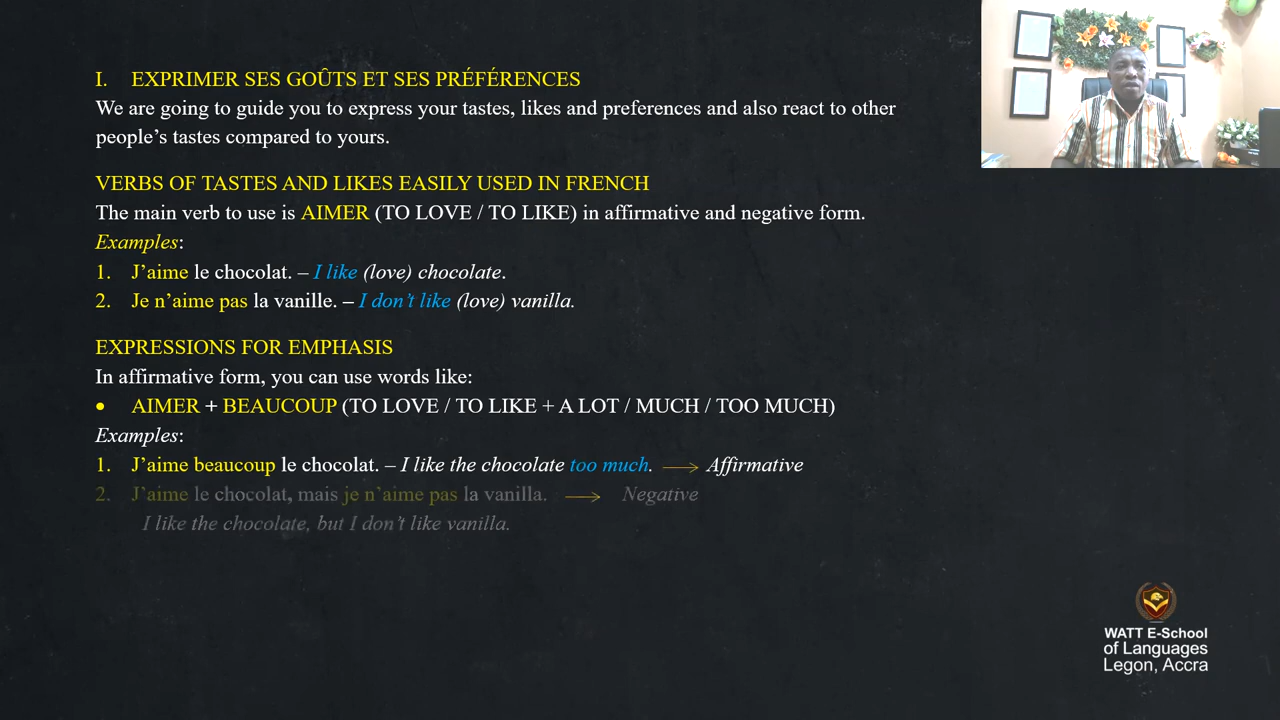 I. EXPRIMER SES GOÛTS ET SES PRÉFÉRENCES
We are going to guide you to express your tastes, likes and preferences and also react to other
people's tastes compared to yours.
VERBS OF TASTES AND LIKES EASILY USED IN FRENCH
The main verb to use is AIMER (TO LOVE / TO LIKE) in affirmative and negative form.
Examples:
1. J'aime le chocolat. – I like (love) chocolate.
2. Je n'aime pas la vanille. – I don't like (love) vanilla.
EXPRESSIONS FOR EMPHASIS
In affirmative form, you can use words like:
• AIMER + BEAUCOUP (TO LOVE / TO LIKE + A LOT / MUCH / TOO MUCH)
Examples:
1. J'aime beaucoup le chocolat. – I like the chocolate too much. → Affirmative
2. J'aime le chocolat, mais je n'aime pas la vanille. → Negative
I like the chocolate, but I don't like vanilla.
WATT E-School
of Languages
Legon, Accra